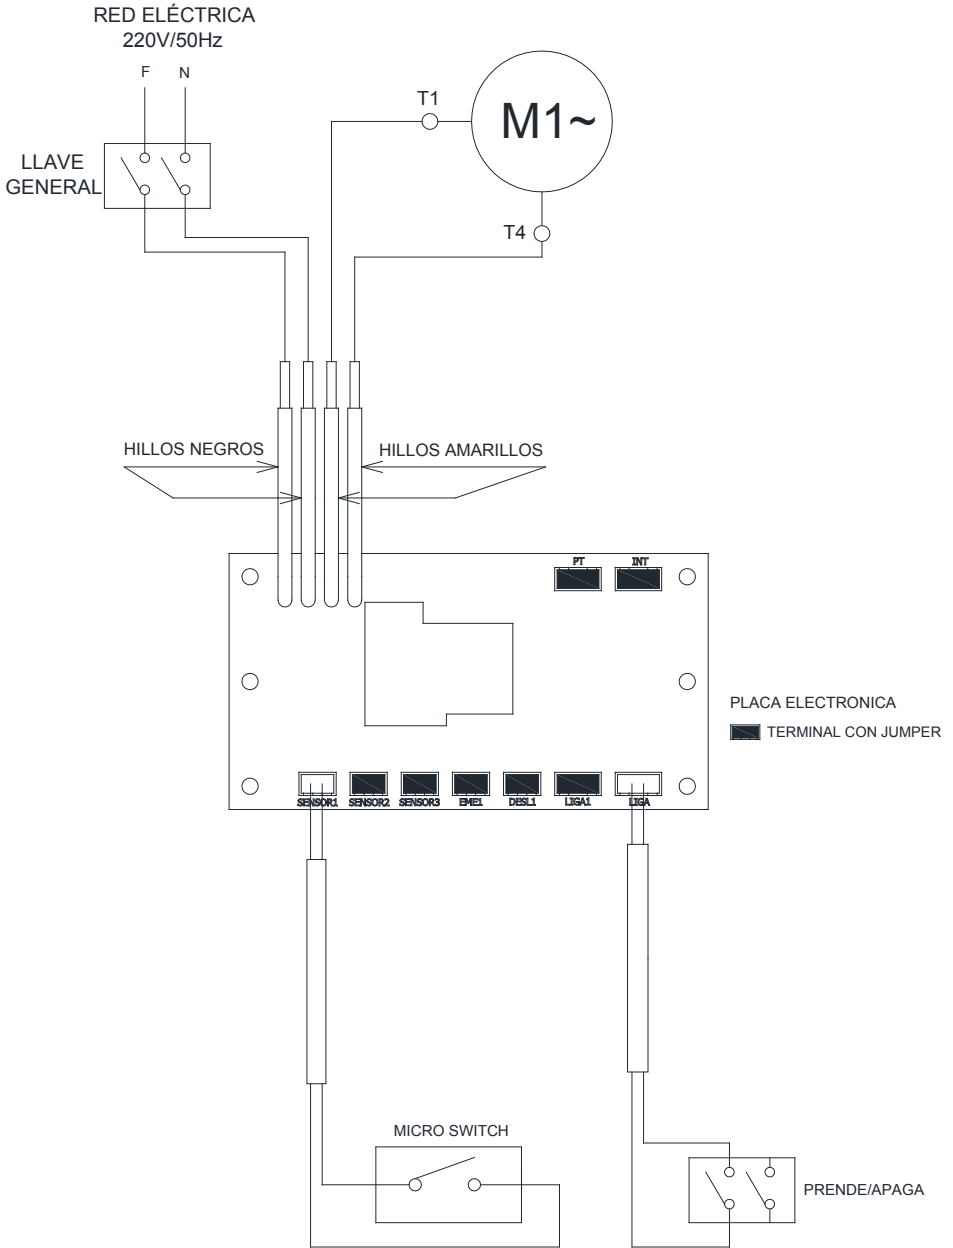 RED ELÉCTRICA
220V/50Hz
F
N
LLAVE
GENERAL
T1
M1~
T4
HILLOS NEGROS
HILLOS AMARILLOS
PT
INT
PLACA ELECTRONICA
TERMINAL CON JUMPER
SENSOR1
SENSOR2
SENSOR3
EME1
DESL1
LIGA1
LIGA
MICRO SWITCH
PRENDE/APAGA